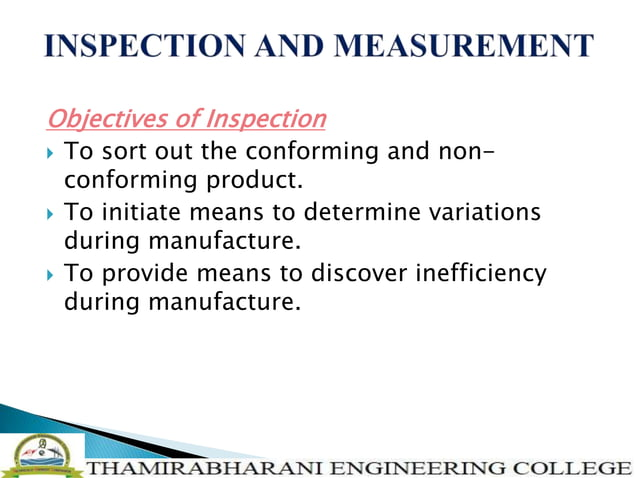 INSPECTION AND MEASUREMENT
Objectives of Inspection
To sort out the conforming and non-
conforming product.
To initiate means to determine variations
during manufacture.
To provide means to discover inefficiency
during manufacture.
THAMIRABHARANI ENGINEERING COLLEGE